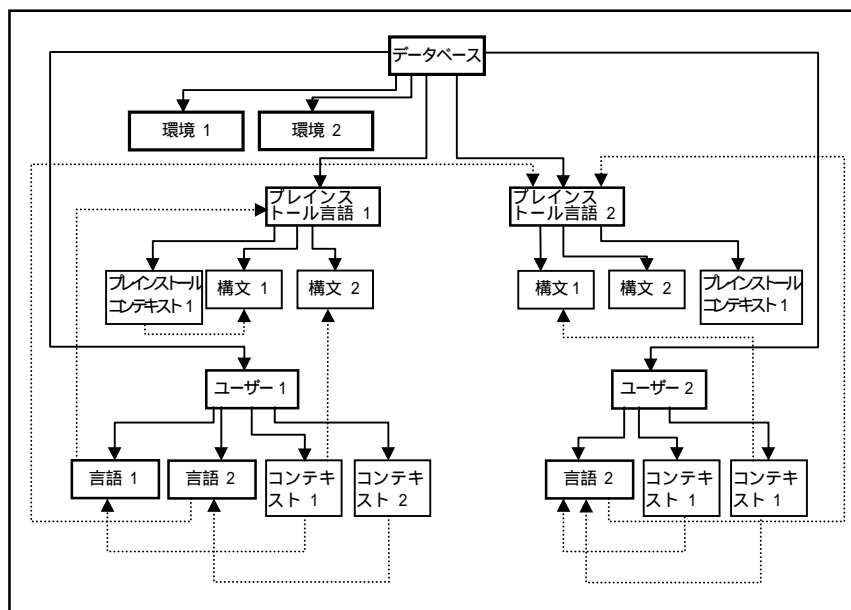 データベース
環境 1
環境 2
プレインス
トール言語 1
プレインス
トール言語 2
プレインストール
コンテキスト 1
構文 1
構文 2
構文 1
構文 2
プレインストール
コンテキスト 1
ユーザー 1
ユーザー 2
言語 1
言語 2
コンテキ
スト 1
コンテキ
スト 2
言語 2
コンテキ
スト 1
コンテキ
スト 1